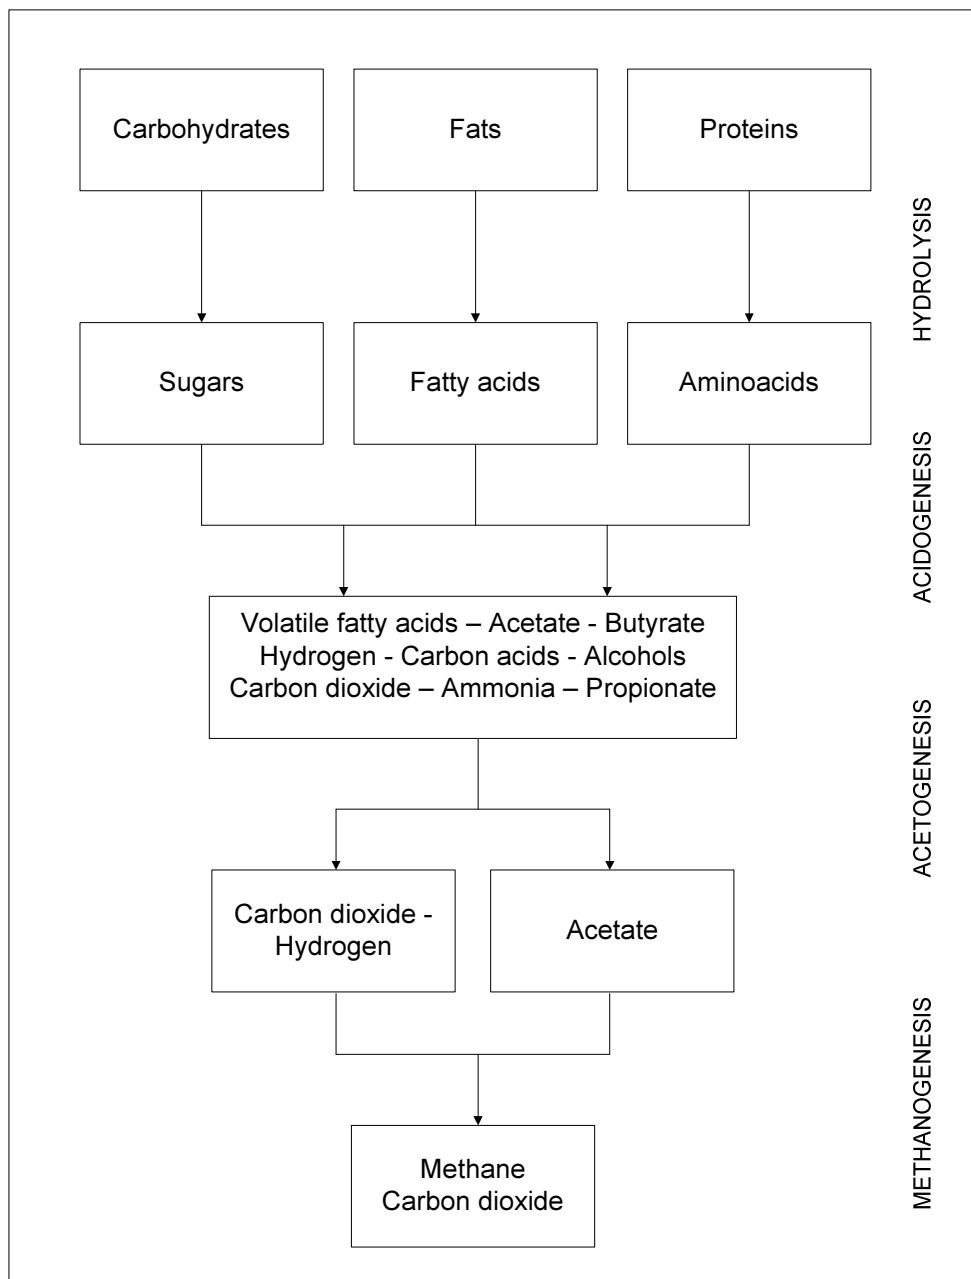 Carbohydrates
Fats
Proteins
HYDROLYSIS
Sugars
Fatty acids
Aminoacids
ACIDOGENESIS
Volatile fatty acids – Acetate - Butyrate
Hydrogen - Carbon acids - Alcohols
Carbon dioxide – Ammonia – Propionate
ACETOGENESIS
Carbon dioxide -
Hydrogen
Acetate
METHANOGENESIS
Methane
Carbon dioxide